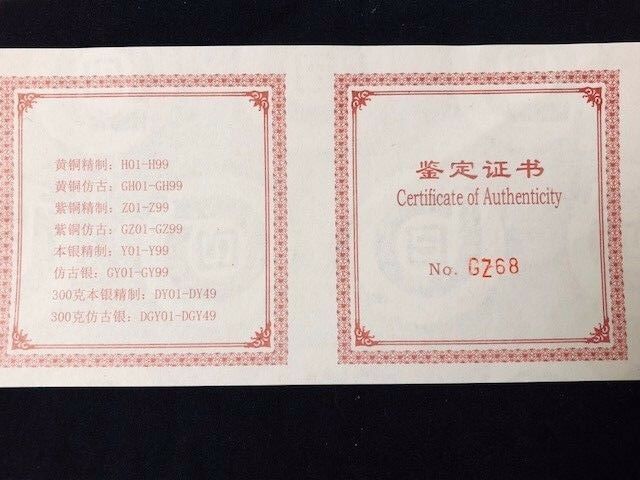 黄铜精制：H01-H99
黄铜仿古：GH01-GH99
紫铜精制：Z01-Z99
紫铜仿古：GZ01-GZ99
本银精制：Y01-Y99
仿古银：GY01-GY99
300克本银精制：DY01-DY49
300克仿古银：DGY01-DGY49
鉴定证书
Certificate of Authenticity
No. GZ68